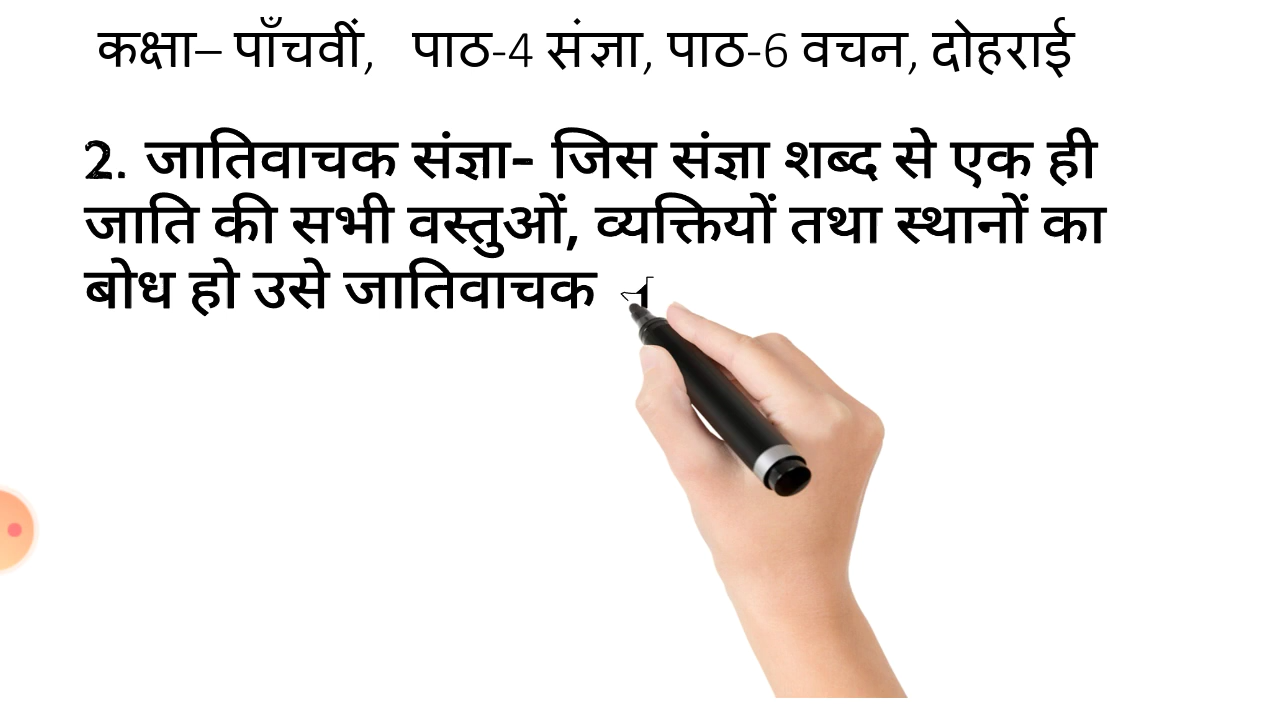 कक्षा– पाँचवीं, पाठ-4 संज्ञा, पाठ-6 वचन, दोहराई
2. जातिवाचक संज्ञा- जिस संज्ञा शब्द से एक ही
जाति की सभी वस्तुओं, व्यक्तियों तथा स्थानों का
बोध हो उसे जातिवाचक